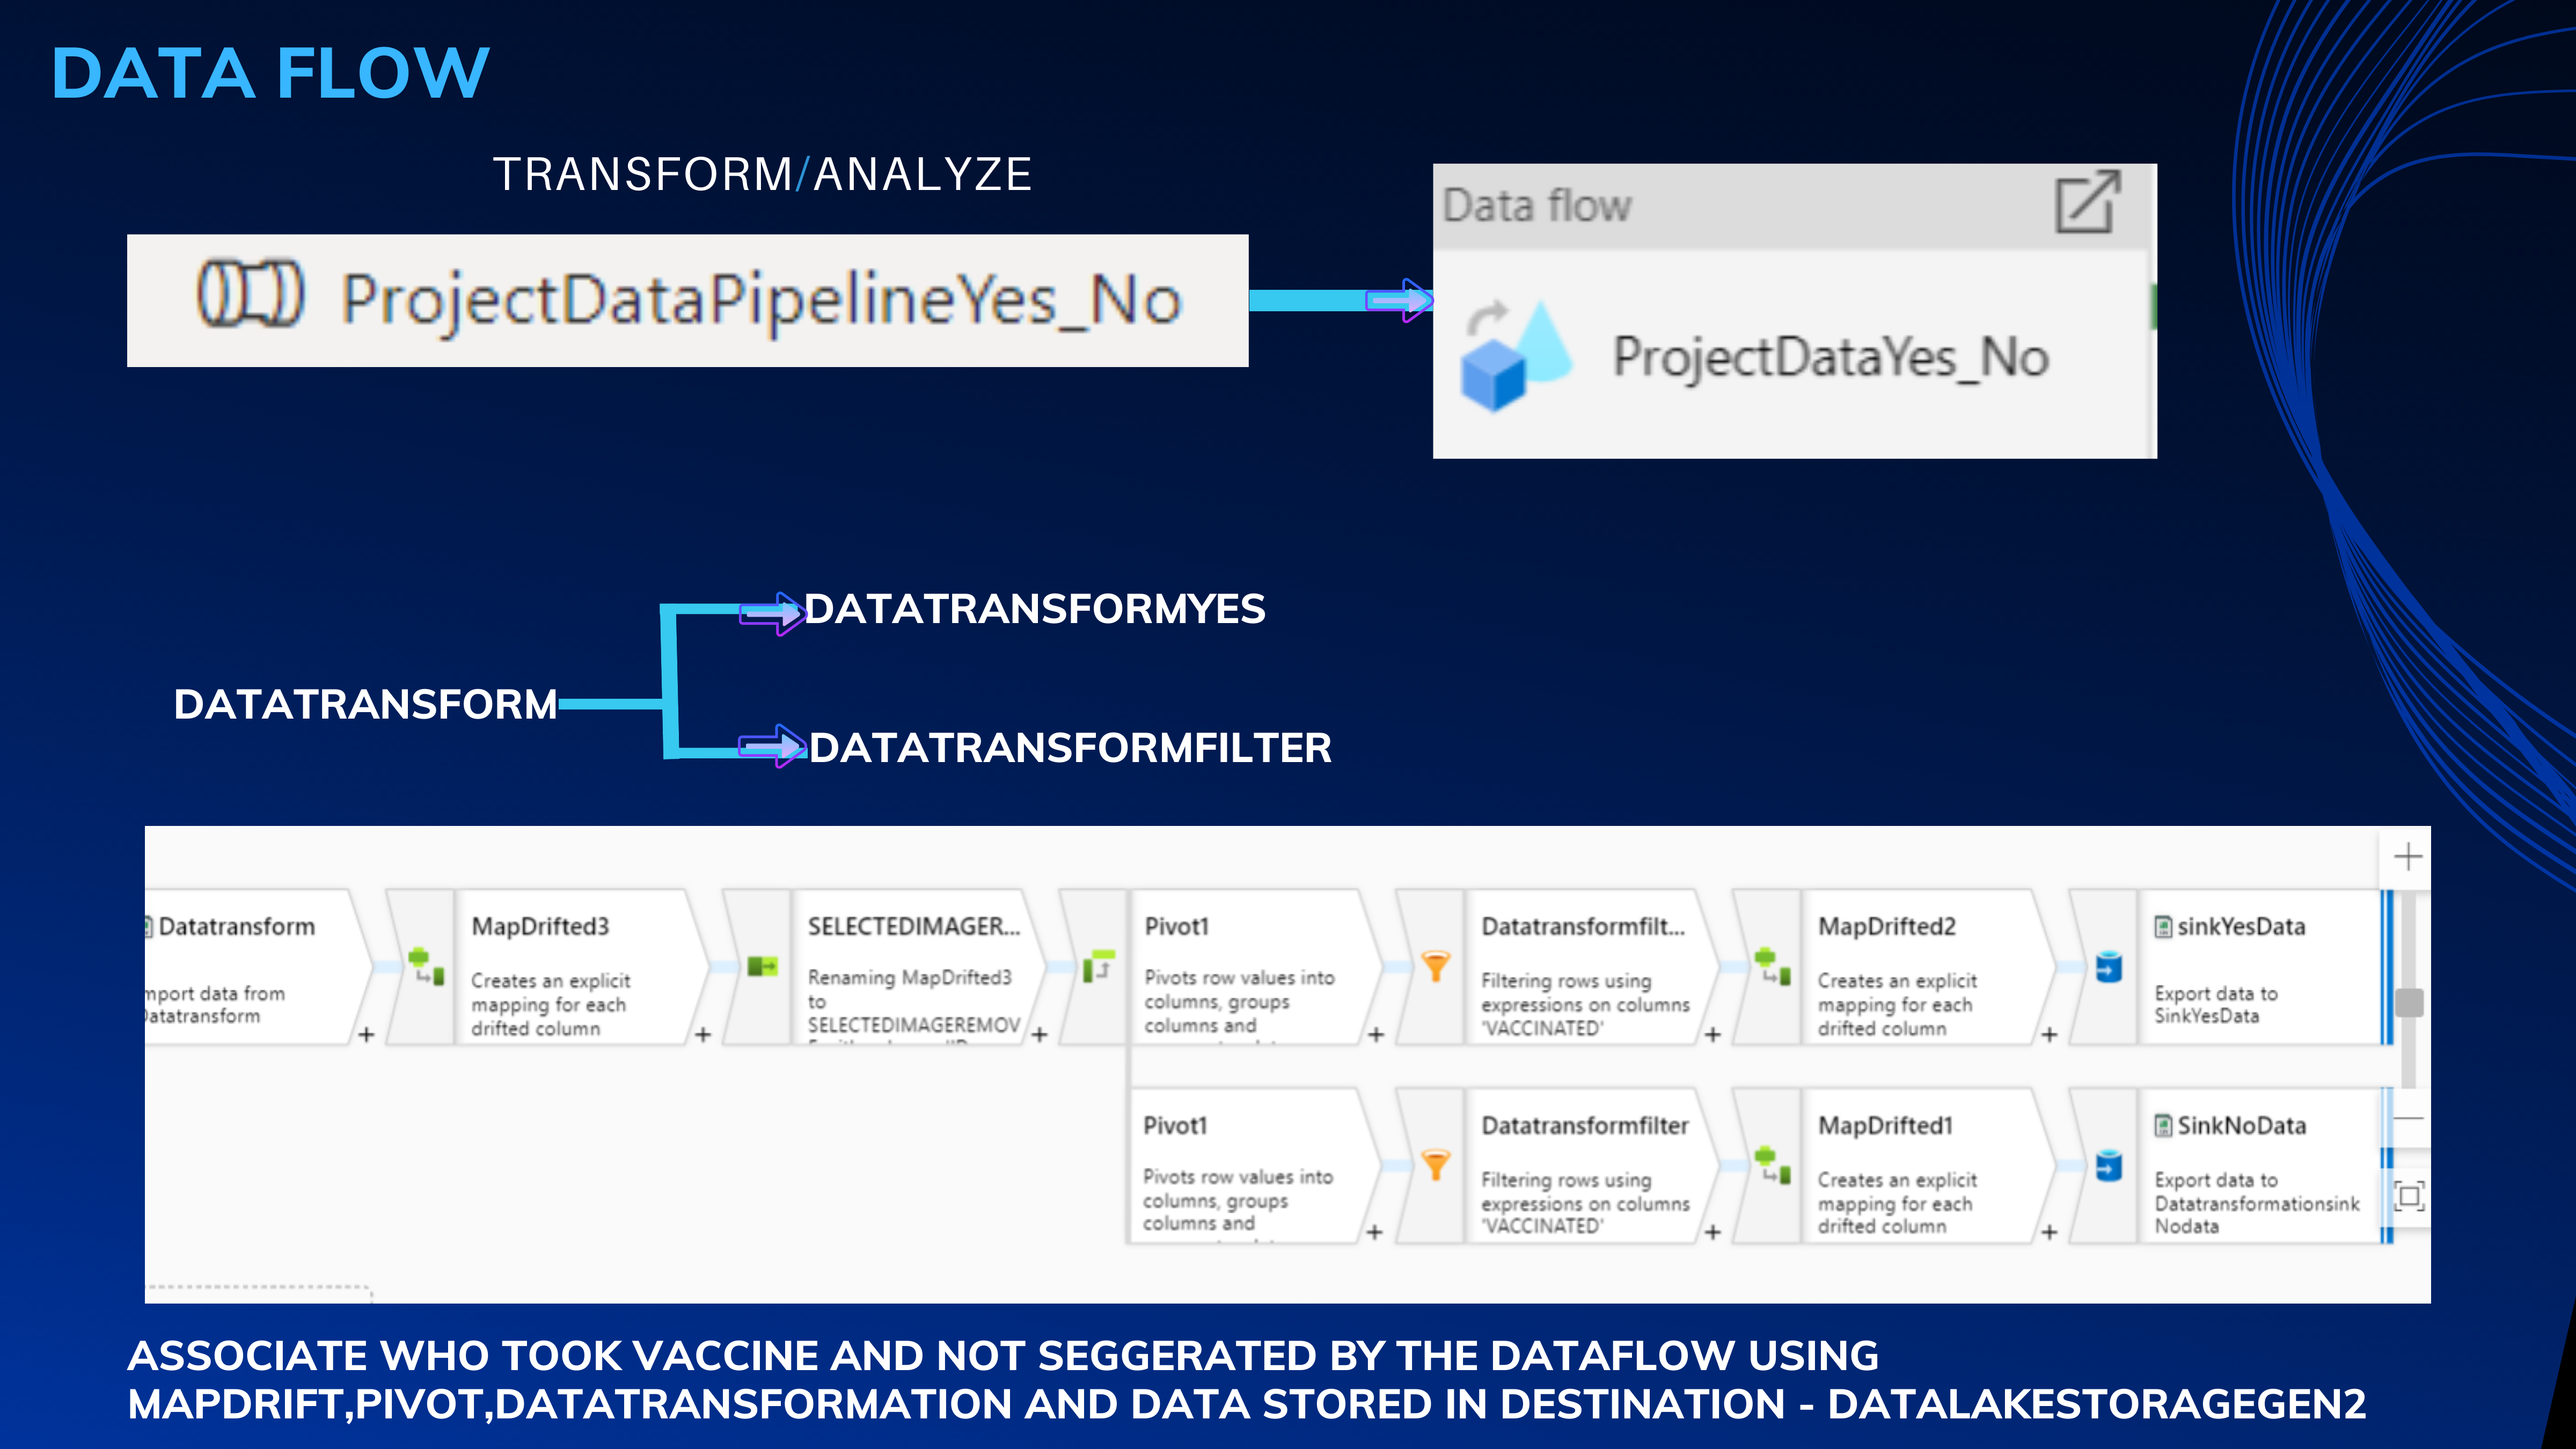 DATA FLOW
TRANSFORM/ANALYZE
ProjectDataPipelineYes_No
Data flow
ProjectDataYes_No
DATATRANSFORMYES
DATATRANSFORM
DATATRANSFORMFILTER
Datatransform
mport data from
Datatransform
MapDrifted3
Creates an explicit
mapping for each
drifted column
SELECTEDIMAGER...
Renaming MapDrifted3
to
SELECTEDIMAGEREMOV
Pivot1
Pivots row values into
columns, groups
columns and
Datatransformfilt...
Filtering rows using
expressions on columns
'VACCINATED'
MapDrifted2
Creates an explicit
mapping for each
drifted column
sinkYesData
Export data to
SinkYesData
Pivot1
Pivots row values into
columns, groups
columns and
Datatransformfilter
Filtering rows using
expressions on columns
'VACCINATED'
MapDrifted1
Creates an explicit
mapping for each
drifted column
SinkNoData
Export data to
Datatransformationsink
Nodata
ASSOCIATE WHO TOOK VACCINE AND NOT SEGGERATED BY THE DATAFLOW USING
MAPDRIFT,PIVOT,DATATRANSFORMATION AND DATA STORED IN DESTINATION - DATALAKESTORAGEGEN2